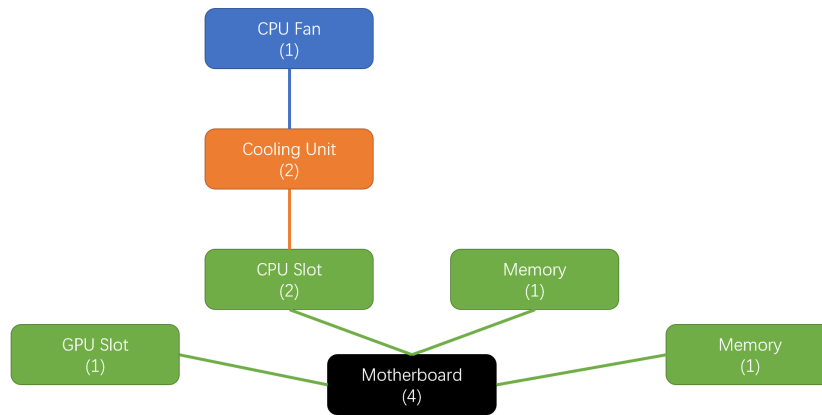 CPU Fan
(1)
Cooling Unit
(2)
CPU Slot
(2)
Memory
(1)
GPU Slot
(1)
Motherboard
(4)
Memory
(1)